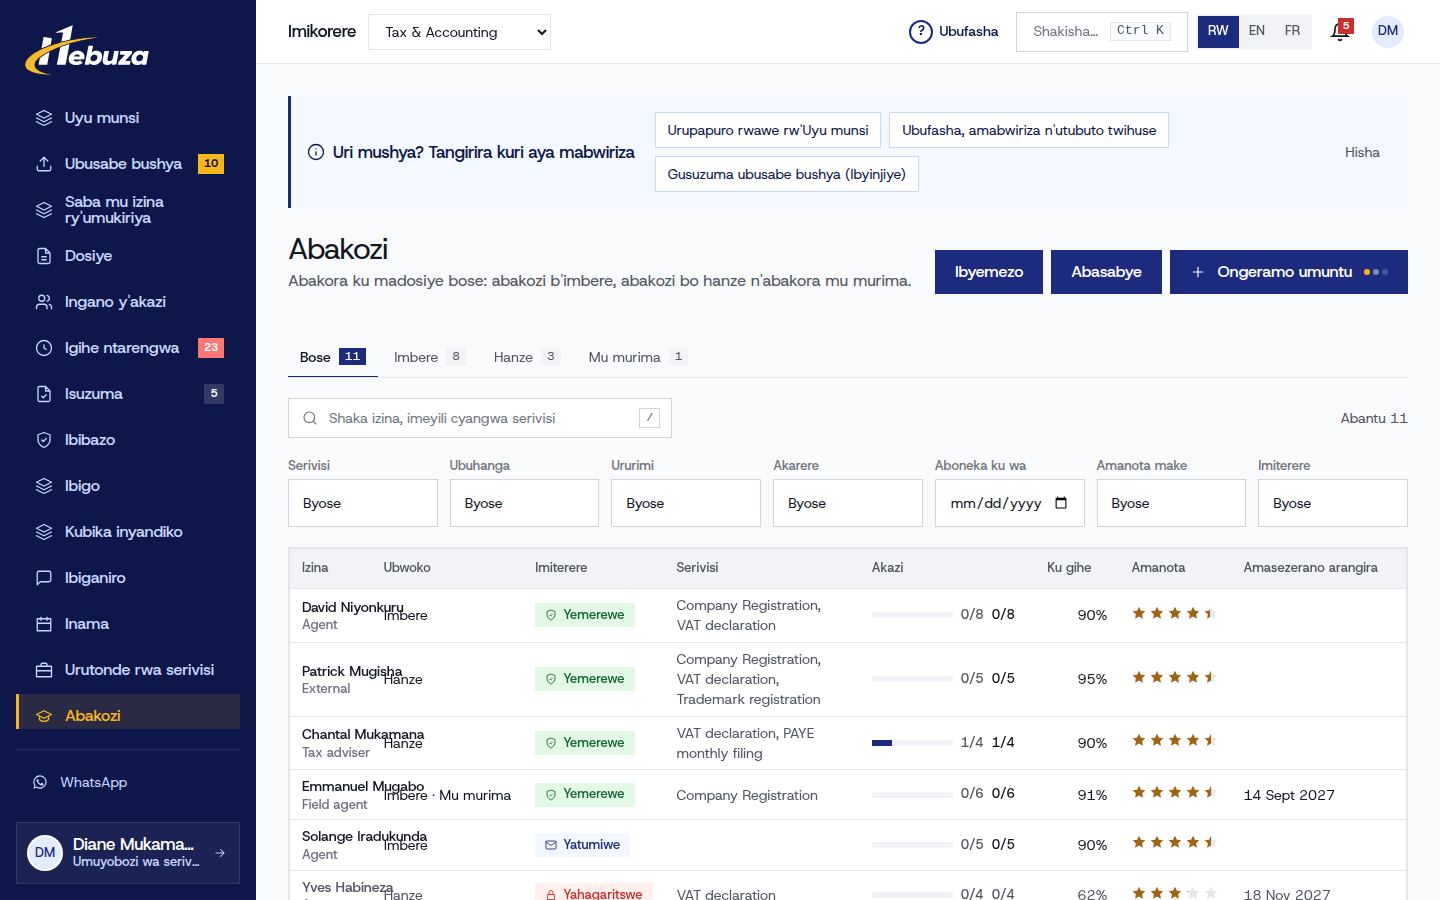 Hebuza
Uyu munsi
Ubusabe bushya 10
Saba mu izina
ry'umukiriya
Dosiye
Ingano y'akazi
Igihe ntarengwa 23
Isuzuma 5
Ibibazo
Ibigo
Kubika inyandiko
Ibiganiro
Inama
Urutonde rwa serivisi
Abakozi
WhatsApp
DM Diane Mukama...
Umuyobozi wa seriv...
Imikorere Tax & Accounting ? Ubufasha Shakisha... Ctrl K RW EN FR 5 DM
Uri mushya? Tangirira kuri aya mabwiriza
Urupapuro rwawe rw'Uyu munsi
Ubufasha, amabwiriza n'utubuto twihuse
Gusuzuma ubusabe bushya (Ibyinjiye)
Hisha
Abakozi
Abakora ku madosiye bose: abakozi b'imbere, abakozi bo hanze n'abakora mu murima.
Ibyemezo
Abasabye
+ Ongeramo umuntu
Bose 11 Imbere 8 Hanze 3 Mu murima 1
Shaka izina, imeyili cyangwa serivisi /
Abantu 11
Serivisi Ubuhanga Ururimi Akarere Aboneka ku wa Amanota make Imiterere
Byose Byose Byose Byose mm/dd/yyyy Byose Byose
Izina Ubwoko Imiterere Serivisi Akazi Ku gihe Amanota Amasezerano arangira
David Niyonkuru
Agent
Imbere Yemerewe Company Registration,
VAT declaration
0/8 0/8 90%
Patrick Mugisha
External
Hanze Yemerewe Company Registration,
VAT declaration,
Trademark registration
0/5 0/5 95%
Chantal Mukamana
Tax adviser
Hanze Yemerewe VAT declaration, PAYE
monthly filing
1/4 1/4 90%
Emmanuel Mugabo
Field agent
Imbere · Mu murima Yemerewe Company Registration 0/6 0/6 91% 14 Sept 2027
Solange Iradukunda
Agent
Imbere Yatumiwe 0/5 0/5 90%
Yves Habineza
Hanze Yahagaritswe VAT declaration 0/4 0/4 62% 18 Nov 2027